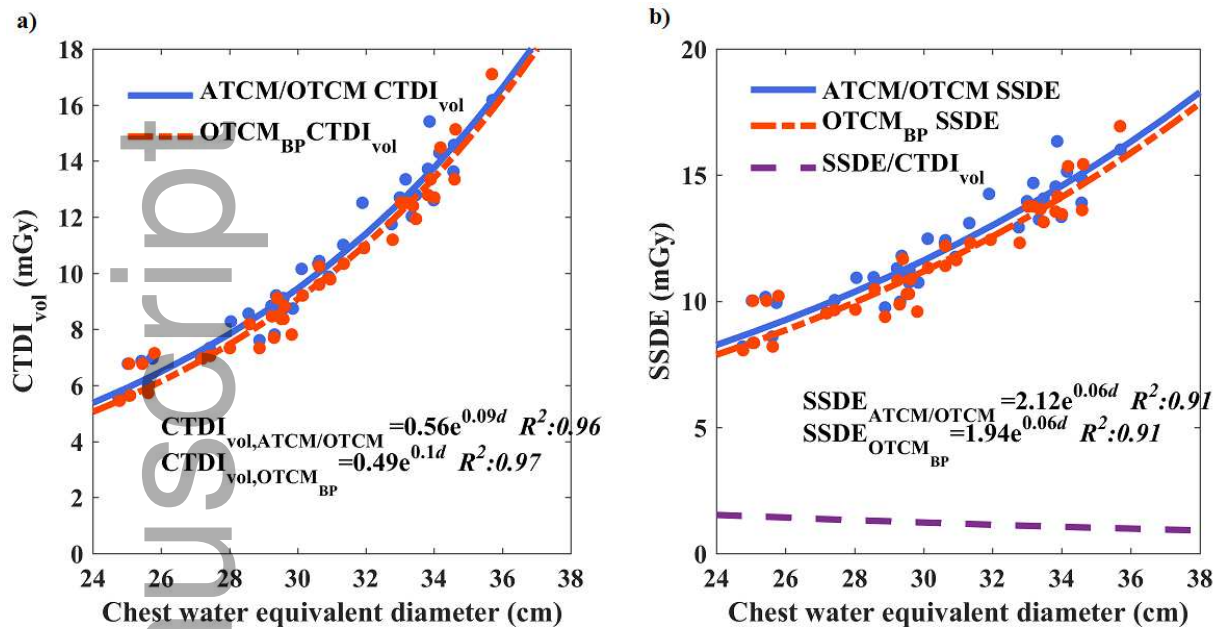 a)
18
16
14
12
10
8
6
4
2
0
CTDIvol (mGy)
ATCM/OTCM CTDIvol
OTCMBP CTDIvol
CTDIvol,ATCM/OTCM=0.56e0.09d R2:0.96
CTDIvol,OTCMBP=0.49e0.1d R2:0.97
24 26 28 30 32 34 36 38
Chest water equivalent diameter (cm)
uscript
b)
20
15
10
5
0
SSDE (mGy)
ATCM/OTCM SSDE
OTCMBP SSDE
SSDE/CTDIvol
SSDEATCM/OTCM=2.12e0.06d R2:0.91
SSDEOTCMBP=1.94e0.06d R2:0.91
24 26 28 30 32 34 36 38
Chest water equivalent diameter (cm)